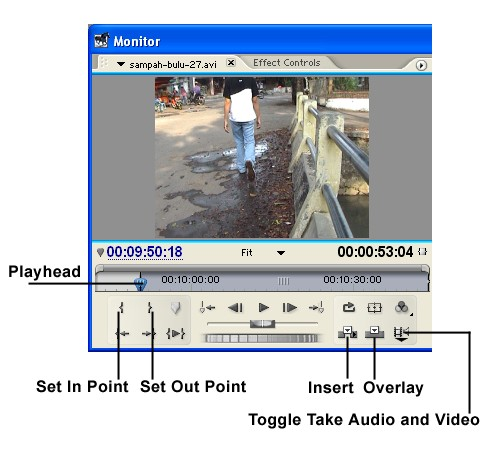 Monitor
sampah-bulu-27.avi Effect Controls
00:09:50:18 Fit 00:00:53:04
Playhead
00:10:00:00 00:10:30:00
Set In Point Set Out Point Insert Overlay
Toggle Take Audio and Video